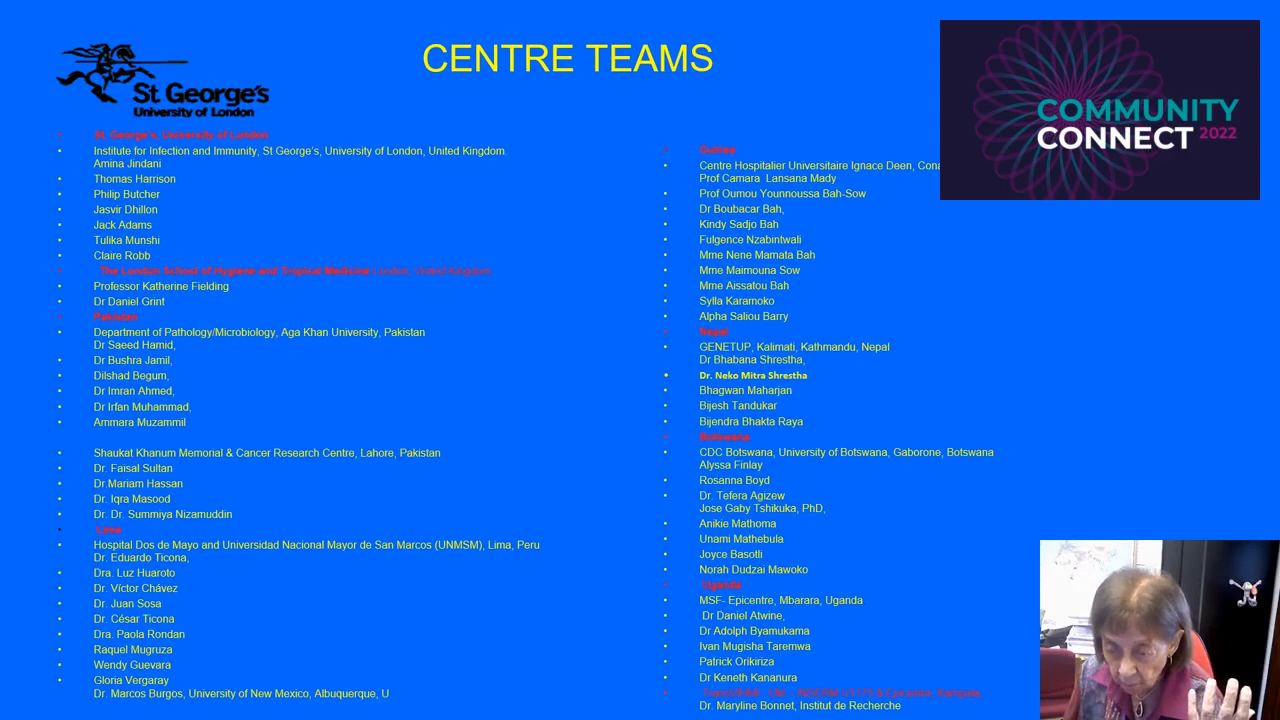 CENTRE TEAMS
St George's
University of London
COMMUNITY
CONNECT 2022
St. George's, University of London
Institute for Infection and Immunity, St George's, University of London, United Kingdom.
Amina Jindani
Thomas Harrison
Philip Butcher
Jasvir Dhillon
Jack Adams
Tulika Munshi
Claire Robb
The London School of Hygiene and Tropical Medicine London, United Kingdom
Professor Katherine Fielding
Dr Daniel Grint
Pakistan
Department of Pathology/Microbiology, Aga Khan University, Pakistan
Dr Saeed Hamid,
Dr Bushra Jamil,
Dilshad Begum,
Dr Imran Ahmed,
Dr Irfan Muhammad,
Ammara Muzammil
Shaukat Khanum Memorial & Cancer Research Centre, Lahore, Pakistan
Dr. Faisal Sultan
Dr.Mariam Hassan
Dr. Iqra Masood
Dr. Dr. Summiya Nizamuddin
Lima
Hospital Dos de Mayo and Universidad Nacional Mayor de San Marcos (UNMSM), Lima, Peru
Dr. Eduardo Ticona,
Dra. Luz Huaroto
Dr. Víctor Chávez
Dr. Juan Sosa
Dr. César Ticona
Dra. Paola Rondan
Raquel Mugruza
Wendy Guevara
Gloria Vergaray
Dr. Marcos Burgos, University of New Mexico, Albuquerque, U
Guinea
Centre Hospitalier Universitaire Ignace Deen, Cona
Prof Camara Lansana Mady
Prof Oumou Younnoussa Bah-Sow
Dr Boubacar Bah,
Kindy Sadjo Bah
Fulgence Nzabintwali
Mme Nene Mamata Bah
Mme Maimouna Sow
Mme Aissatou Bah
Sylla Karamoko
Alpha Saliou Barry
Nepal
GENETUP, Kalimati, Kathmandu, Nepal
Dr Bhabana Shrestha,
Dr. Neko Mitra Shrestha
Bhagwan Maharjan
Bijesh Tandukar
Bijendra Bhakta Raya
Botswana
CDC Botswana, University of Botswana, Gaborone, Botswana
Alyssa Finlay
Rosanna Boyd
Dr. Tefera Agizew
Jose Gaby Tshikuka, PhD,
Anikie Mathoma
Unami Mathebula
Joyce Basotli
Norah Dudzai Mawoko
Uganda
MSF- Epicentre, Mbarara, Uganda
Dr Daniel Atwine,
Dr Adolph Byamukama
Ivan Mugisha Taremwa
Patrick Orikiriza
Dr Keneth Kananura
TransVIHMI, UM – INSERM U1175 & Epicentre, Kampala
Dr. Maryline Bonnet, Institut de Recherche